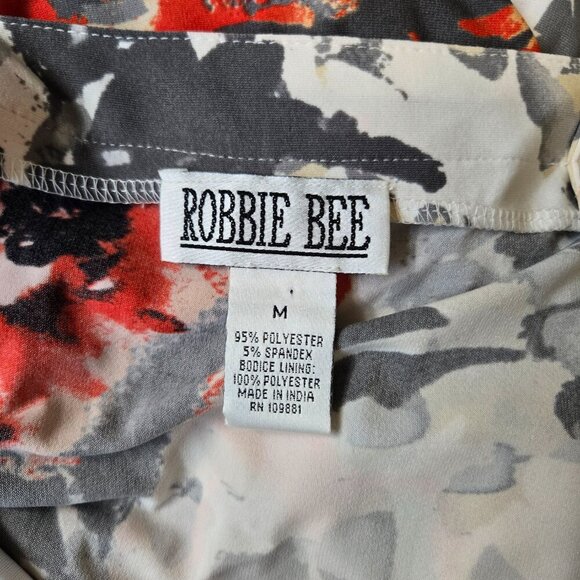 ROBBIE BEE
M
95% POLYESTER
5% SPANDEX
BODICE LINING:
100% POLYESTER
MADE IN INDIA
RN 109881